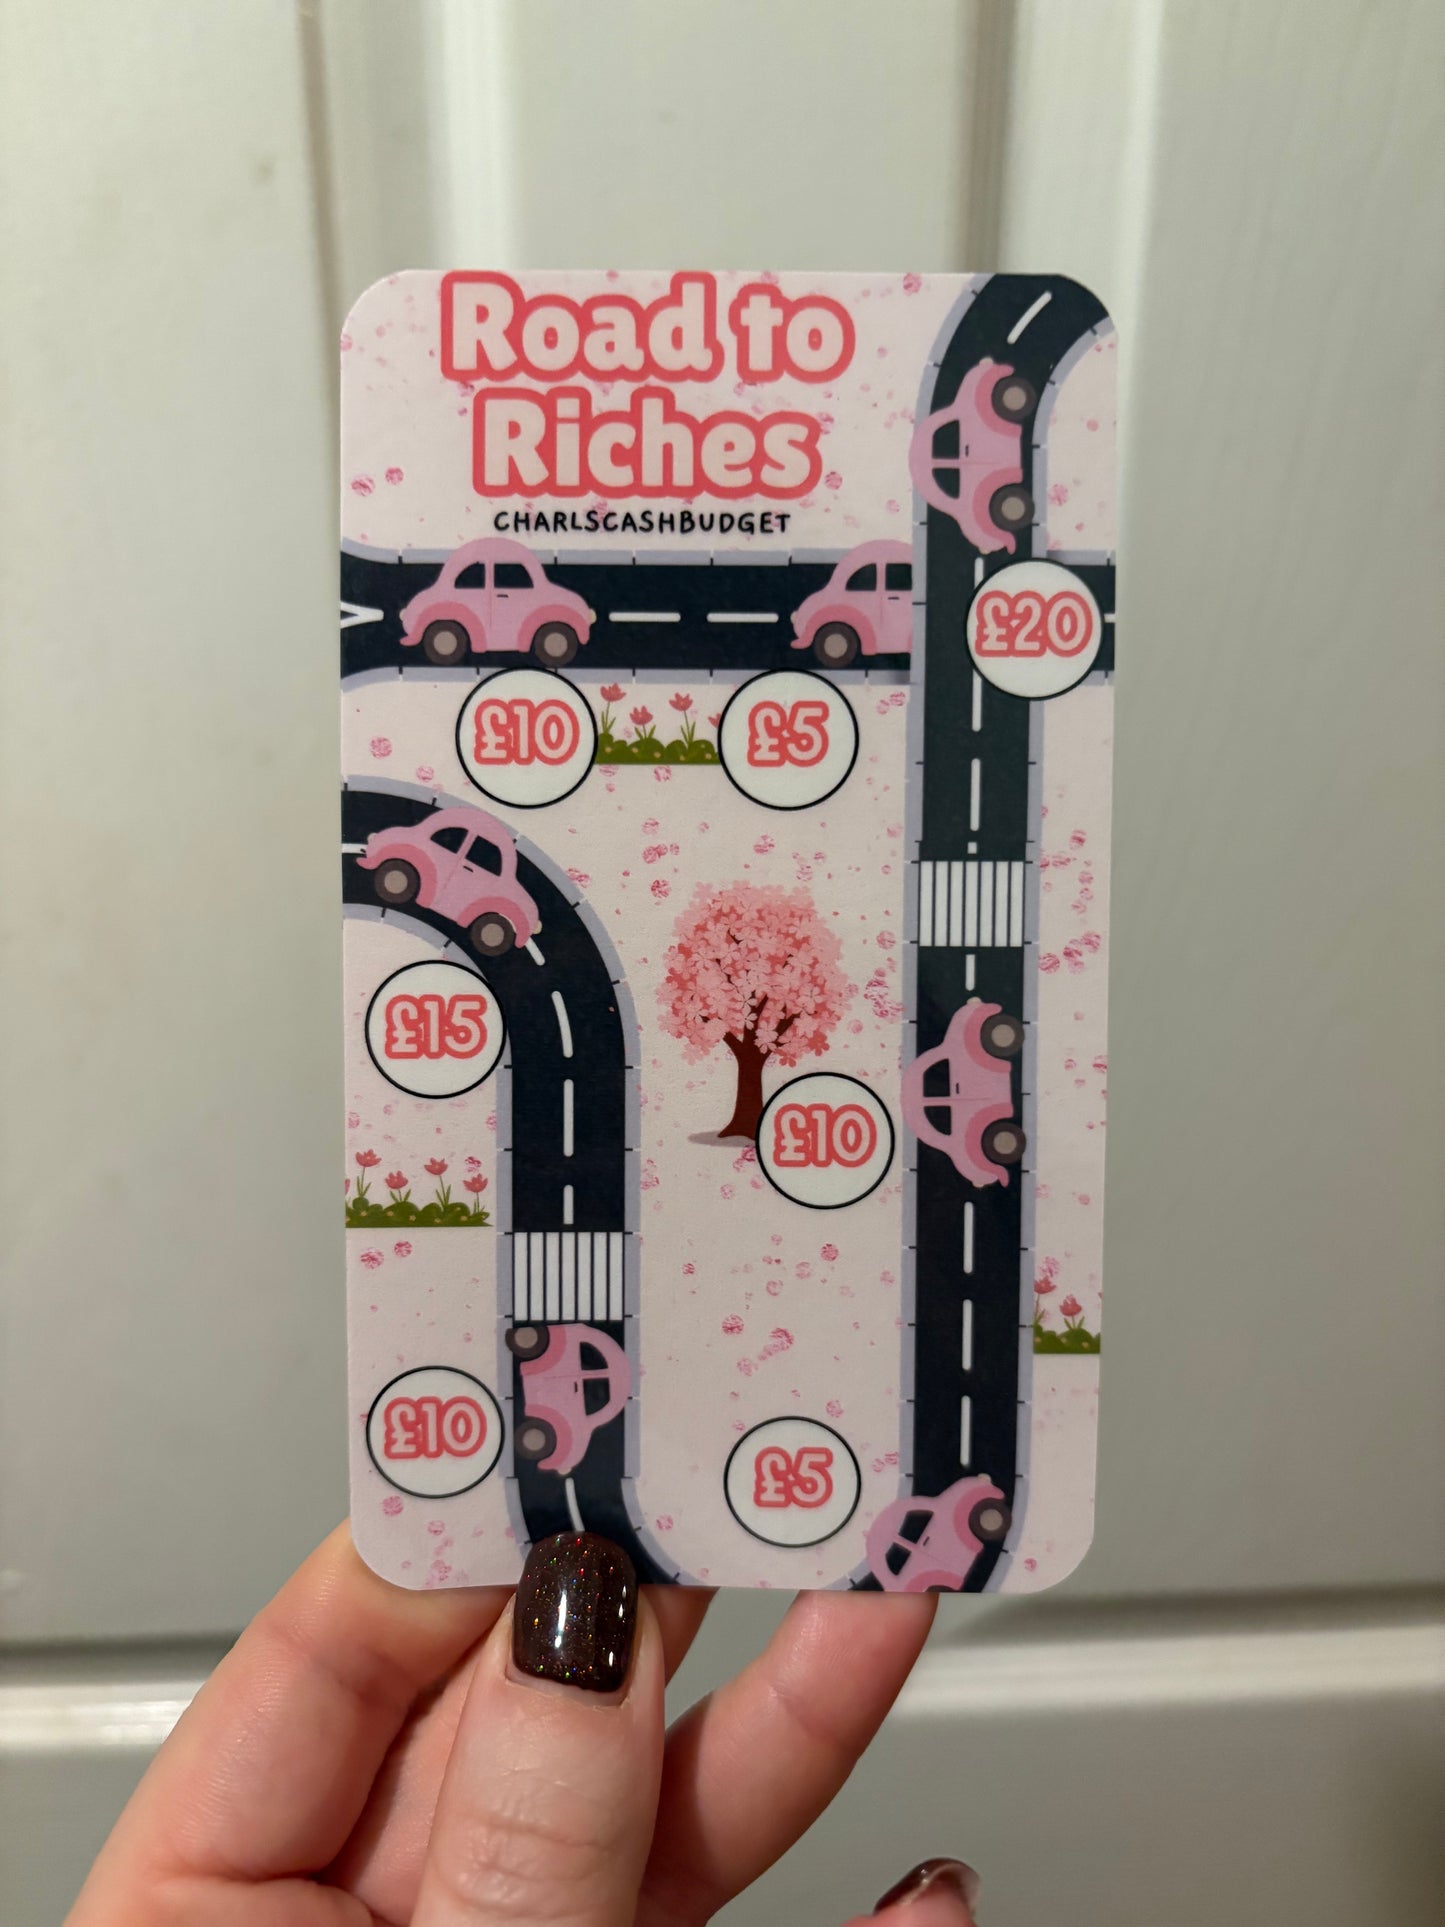 Road to
Riches
CHARLSCASHBUDGET
£20
£10
£5
£15
£10
£10
£5